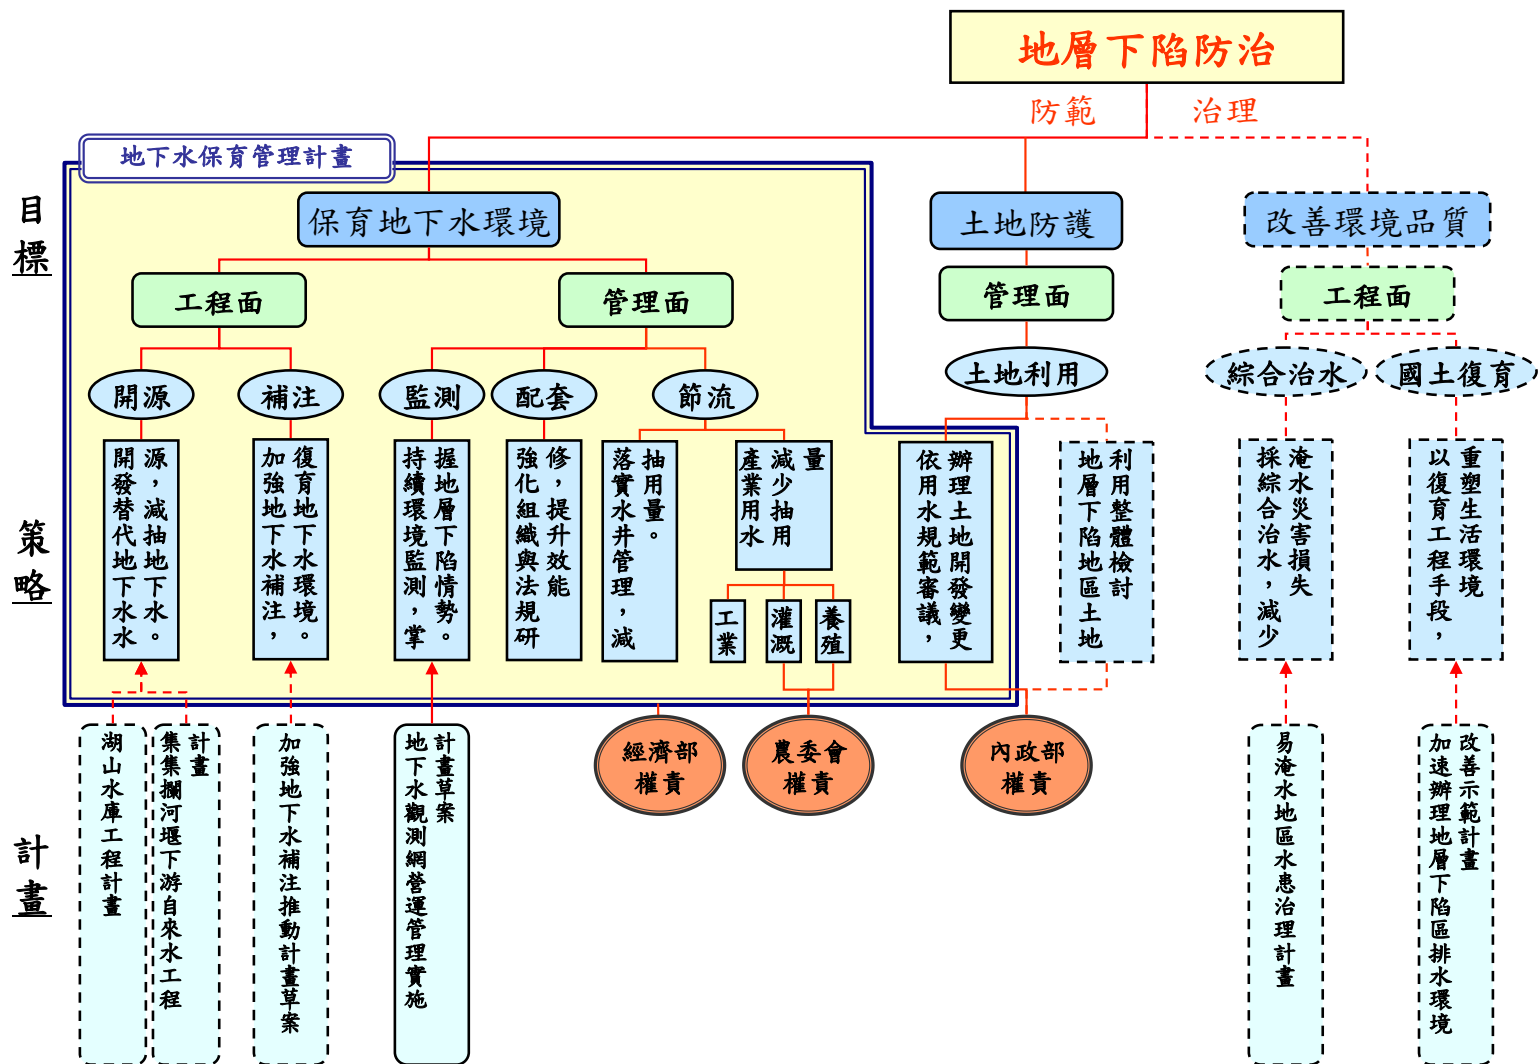 地層下陷防治
防範
治理
地下水保育管理計畫
目標
保育地下水環境
土地防護
改善環境品質
工程面
管理面
管理面
工程面
開源
補注
監測
配套
節流
土地利用
綜合治水
國土復育
策略
開發替代地下水水
源，減抽地下水。
加強地下水補注，
復育地下水環境。
持續環境監測，掌
握地層下陷情勢。
強化組織與法規研
修，提升效能
落實水井管理，減
抽用量。
產業用水
減少抽用
量
工業
灌溉
養殖
依用水規範審議，
辦理土地開發變更
地層下陷地區土地
利用整體檢討
採綜合治水，減少
淹水災害損失
以復育工程手段，
重塑生活環境
經濟部
權責
農委會
權責
內政部
權責
計畫
湖山水庫工程計畫
集集攔河堰下游自來水工程
計畫
加強地下水補注推動計畫草案
地下水觀測網營運管理實施
計畫草案
易淹水地區水患治理計畫
加速辦理地層下陷區排水環境
改善示範計畫